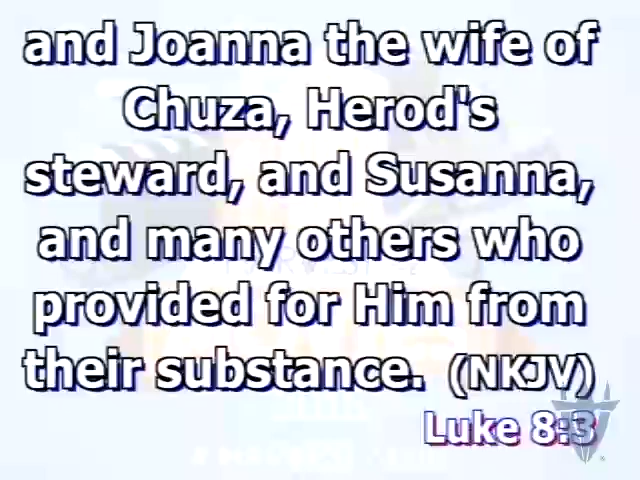 and Joanna the wife of
Chuza, Herod's
steward, and Susanna,
and many others who
provided for Him from
their substance. (NKJV)
Luke 8:3